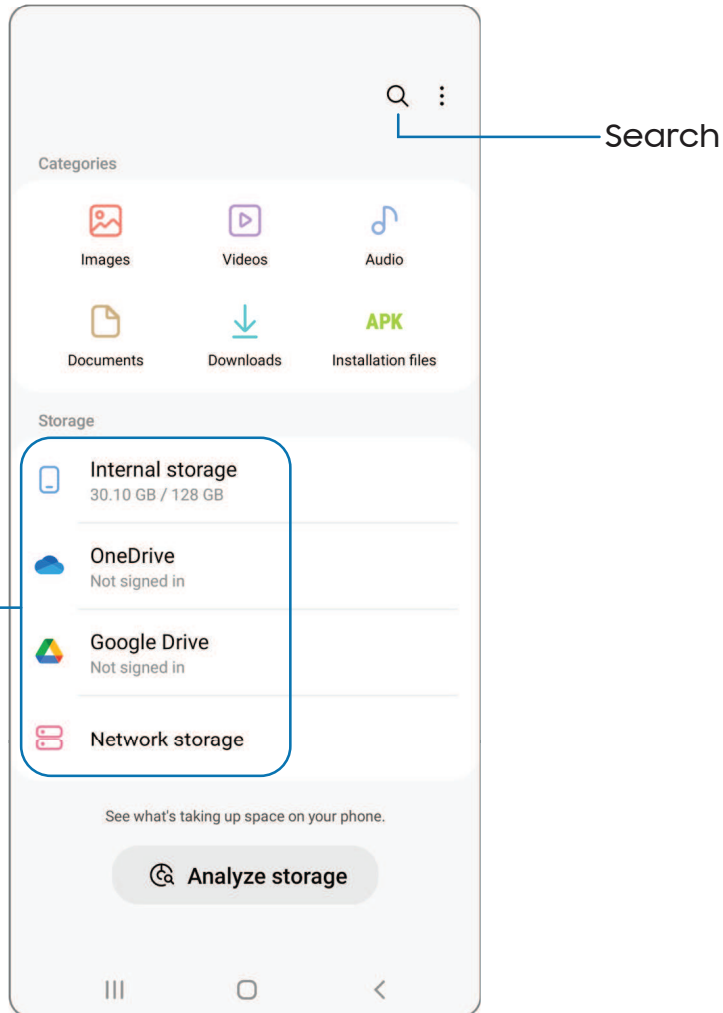 Search
Categories
Images Videos Audio
Documents Downloads APK Installation files
Storage
Internal storage
30.10 GB / 128 GB
OneDrive
Not signed in
Google Drive
Not signed in
Network storage
See what's taking up space on your phone.
Analyze storage